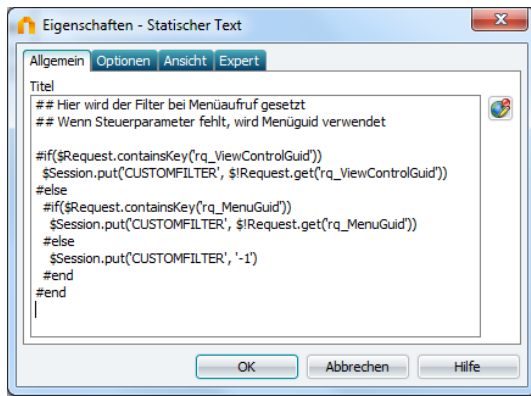 Eigenschaften - Statischer Text
Allgemein Optionen Ansicht Expert
Titel
## Hier wird der Filter bei Menüaufruf gesetzt
## Wenn Steuerparameter fehlt, wird Menüguid verwendet
#if($Request.containsKey('rq_ViewControlGuid'))
$Session.put('CUSTOMFILTER', $!Request.get('rq_ViewControlGuid'))
#else
#if($Request.containsKey('rq_MenuGuid'))
$Session.put('CUSTOMFILTER', $!Request.get('rq_MenuGuid'))
#else
$Session.put('CUSTOMFILTER', '-1')
#end
#end
OK Abbrechen Hilfe